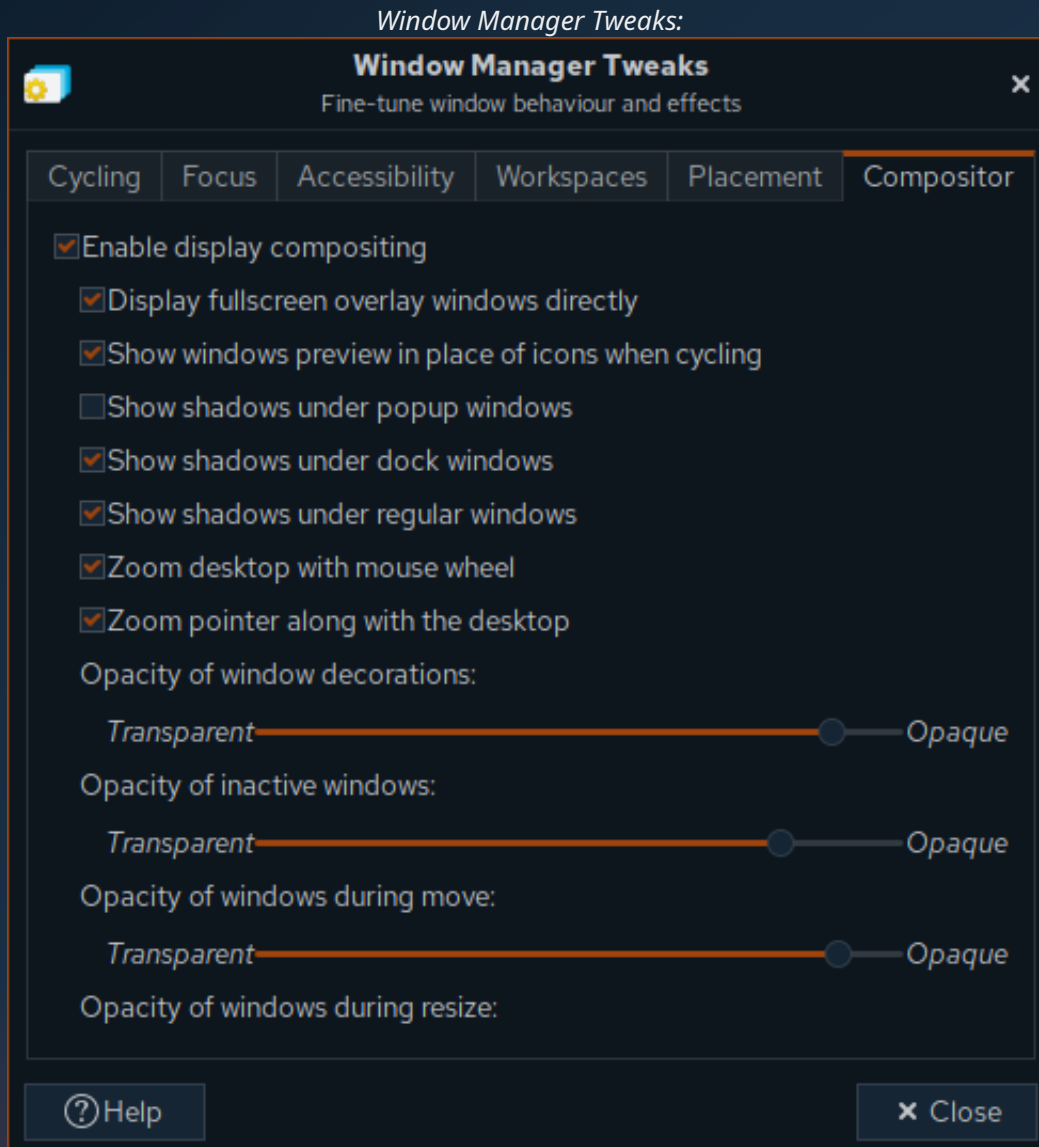 Window Manager Tweaks:
Window Manager Tweaks
Fine-tune window behaviour and effects
Cycling Focus Accessibility Workspaces Placement Compositor
Enable display compositing
Display fullscreen overlay windows directly
Show windows preview in place of icons when cycling
Show shadows under popup windows
Show shadows under dock windows
Show shadows under regular windows
Zoom desktop with mouse wheel
Zoom pointer along with the desktop
Opacity of window decorations:
Transparent Opaque
Opacity of inactive windows:
Transparent Opaque
Opacity of windows during move:
Transparent Opaque
Opacity of windows during resize:
Help Close